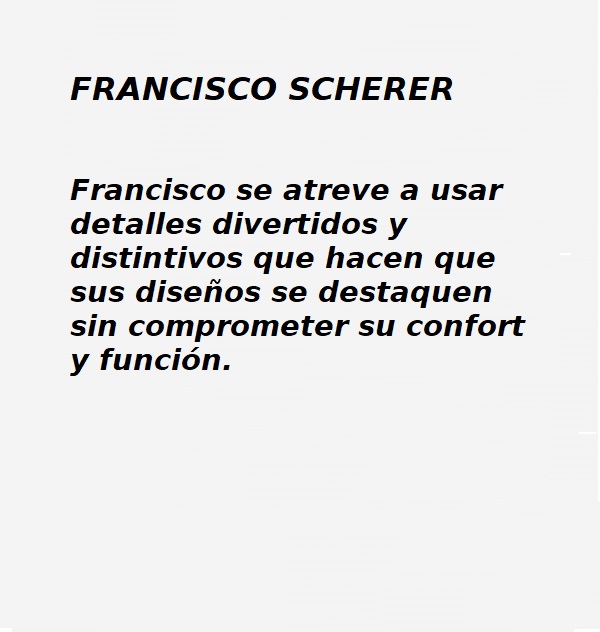 FRANCISCO SCHERER
Francisco se atreve a usar
detalles divertidos y
distintivos que hacen que
sus diseños se destaquen
sin comprometer su confort
y función.